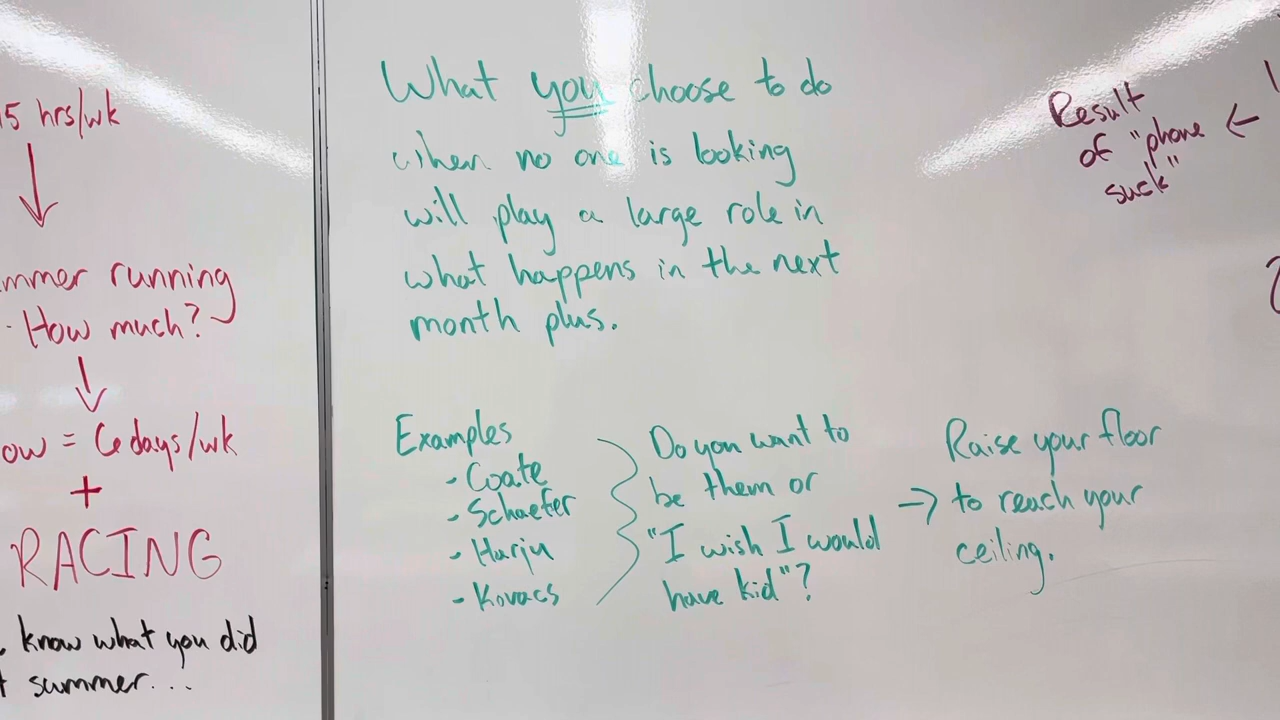 15 hrs/wk
↓
ummer running
- How much?
↓
ow = 6 days/wk
+
RACING
know what you did
summer...
What you choose to do
when no one is looking
will play a large role in
what happens in the next
month plus.
Examples
- Coate
- Schaefer
- Harju
- Kovacs
Do you want to
be them or
"I wish I would
have kid"?
→ Raise your floor
to reach your
ceiling.
Result ←
of "phone
suck"